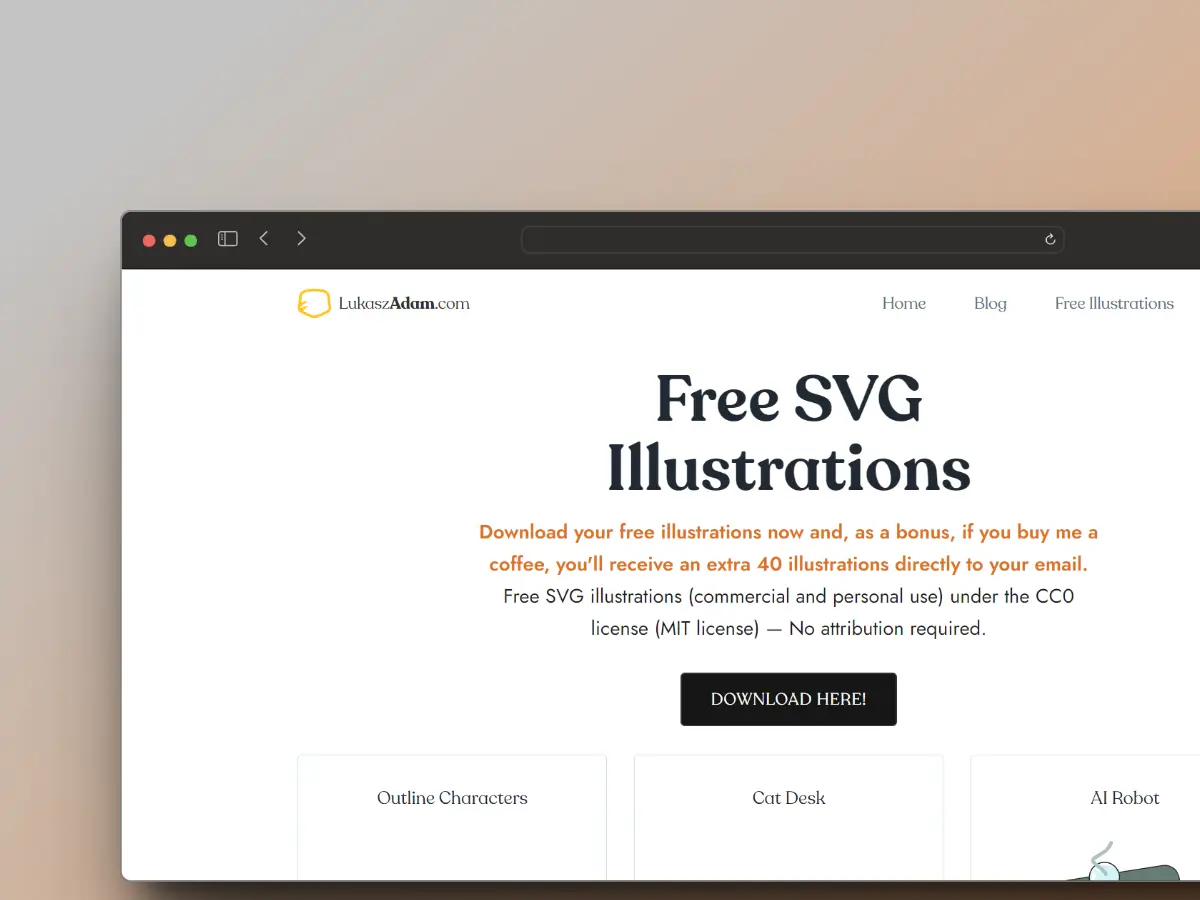 LukaszAdam.com
Home
Blog
Free Illustrations
Free SVG
Illustrations
Download your free illustrations now and, as a bonus, if you buy me a
coffee, you'll receive an extra 40 illustrations directly to your email.
Free SVG illustrations (commercial and personal use) under the CC0
license (MIT license) — No attribution required.
DOWNLOAD HERE!
Outline Characters
Cat Desk
AI Robot